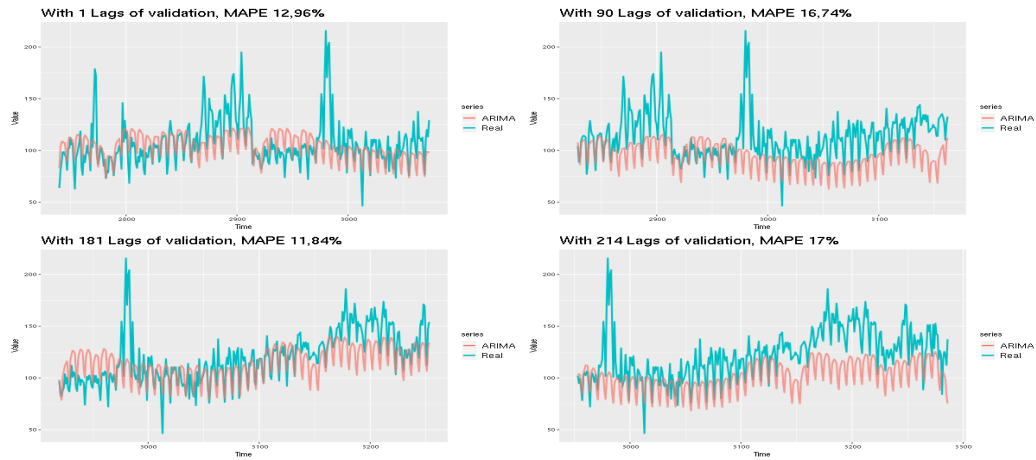 With 1 Lags of validation, MAPE 12,96%
200
150
100
50
Value
2800
2900
3000
Time
series
ARIMA
Real
With 90 Lags of validation, MAPE 16,74%
200
150
100
50
Value
2900
3000
3100
Time
series
ARIMA
Real
With 181 Lags of validation, MAPE 11,84%
200
150
100
50
Value
3000
3100
3200
Time
series
ARIMA
Real
With 214 Lags of validation, MAPE 17%
200
150
100
50
Value
3000
3100
3200
3300
Time
series
ARIMA
Real